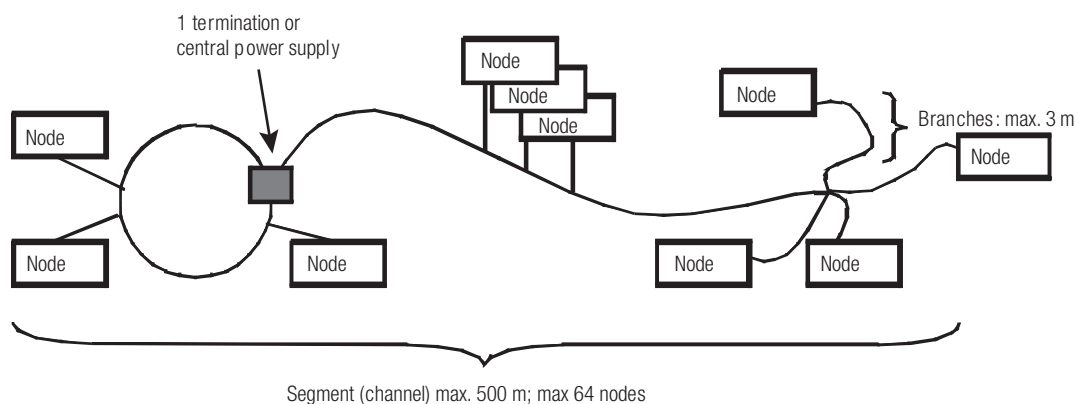 1 termination or
central power supply
Node
Node
Node
Node
Branches: max. 3 m
Node
Node
Node
Node
Node
Node
Node
Segment (channel) max. 500 m; max 64 nodes